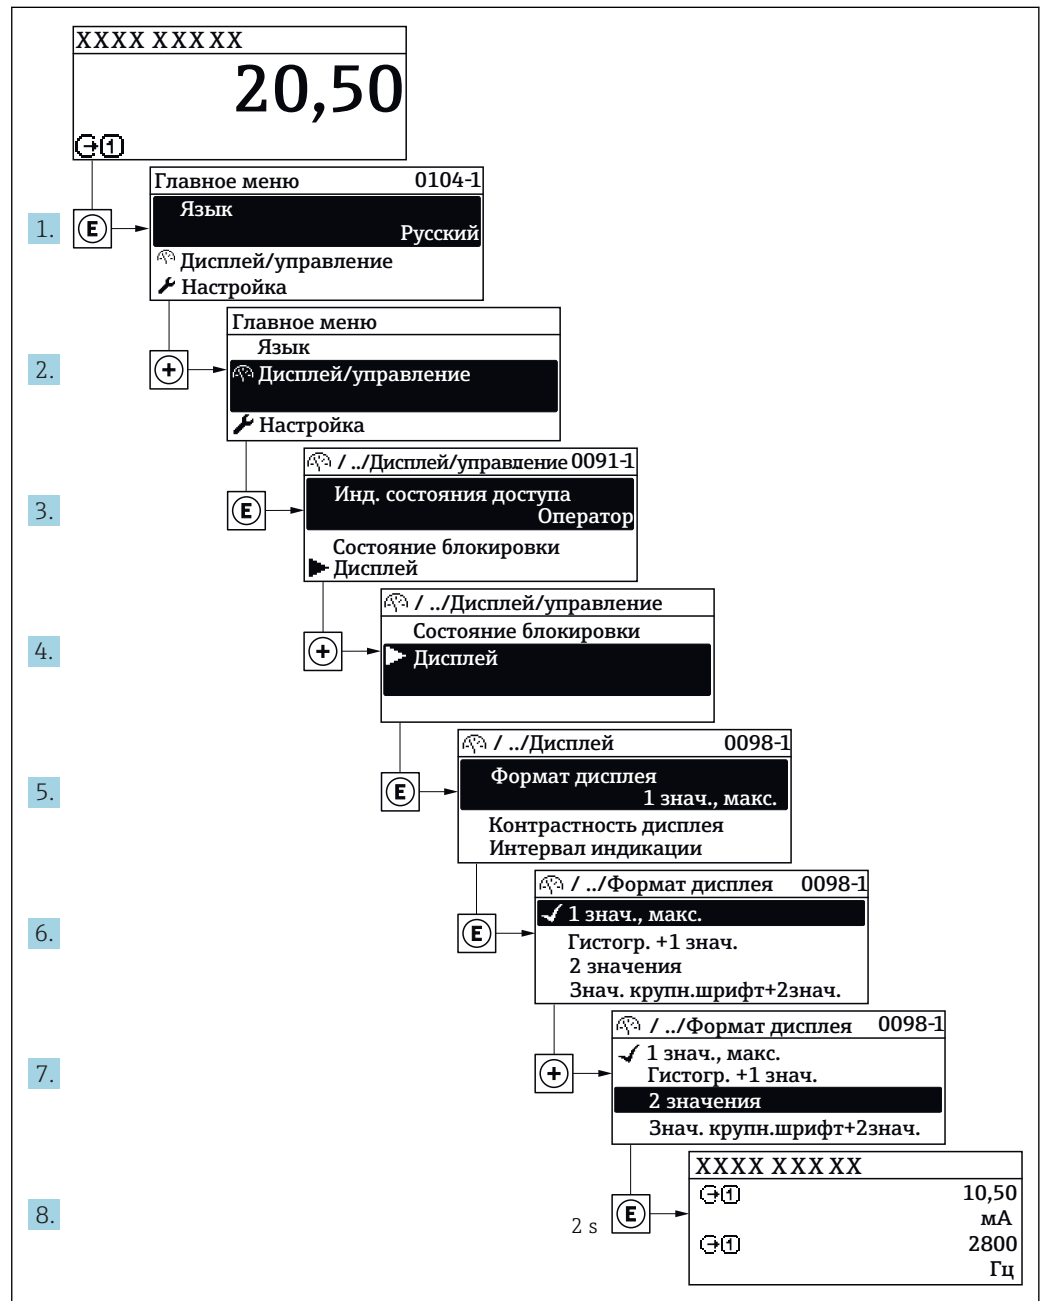 XXXX XXX XX
20,50
1
Главное меню 0104-1
Язык
Русский
1. E
Дисплей/управление
Настройка
Главное меню
Язык
2. + Дисплей/управление
Настройка
/ ../Дисплей/управление 0091-1
Инд. состояния доступа
3. E Оператор
Состояние блокировки
Дисплей
/ ../Дисплей/управление
Состояние блокировки
4. + Дисплей
/ ../Дисплей 0098-1
Формат дисплея
5. E 1 знач., макс.
Контрастность дисплея
Интервал индикации
/ ../Формат дисплея 0098-1
1 знач., макс.
6. E Гистогр. +1 знач.
2 значения
Знач. крупн.шрифт+2знач.
/ ../Формат дисплея 0098-1
1 знач., макс.
7. + Гистогр. +1 знач.
2 значения
Знач. крупн.шрифт+2знач.
XXXX XXX XX
1 10,50
8. 2 s E мА
1 2800
Гц